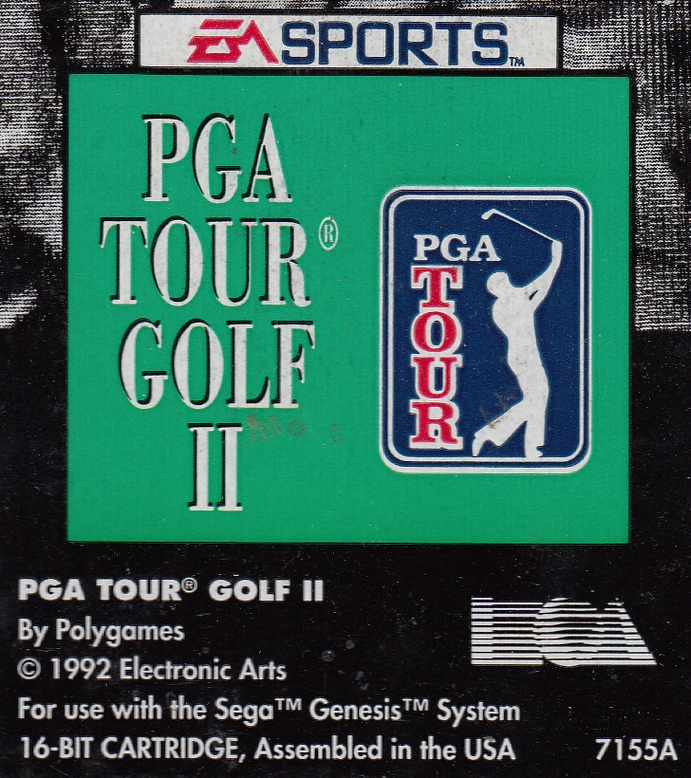 EA SPORTS™
PGA
TOUR®
GOLF
II
PGA
TOUR
PGA TOUR® GOLF II
By Polygames
© 1992 Electronic Arts
For use with the Sega™ Genesis™ System
16-BIT CARTRIDGE, Assembled in the USA
7155A